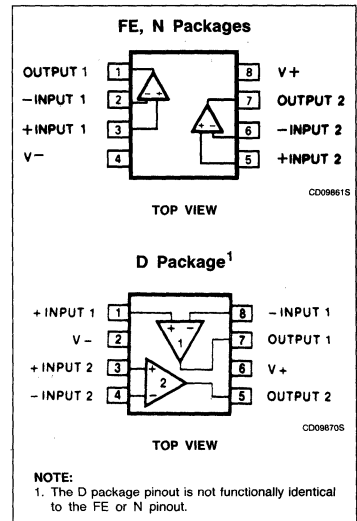 FE, N Packages
OUTPUT 1 1 8 V+
−INPUT 1 2 7 OUTPUT 2
+INPUT 1 3 6 −INPUT 2
V− 4 5 +INPUT 2
− +
+ −
CD09861S
TOP VIEW
D Package1
+ INPUT 1 1 8 − INPUT 1
V − 2 7 OUTPUT 1
+ INPUT 2 3 6 V +
− INPUT 2 4 5 OUTPUT 2
+ −
1
+
2
−
CD09870S
TOP VIEW
NOTE:
1. The D package pinout is not functionally identical
to the FE or N pinout.